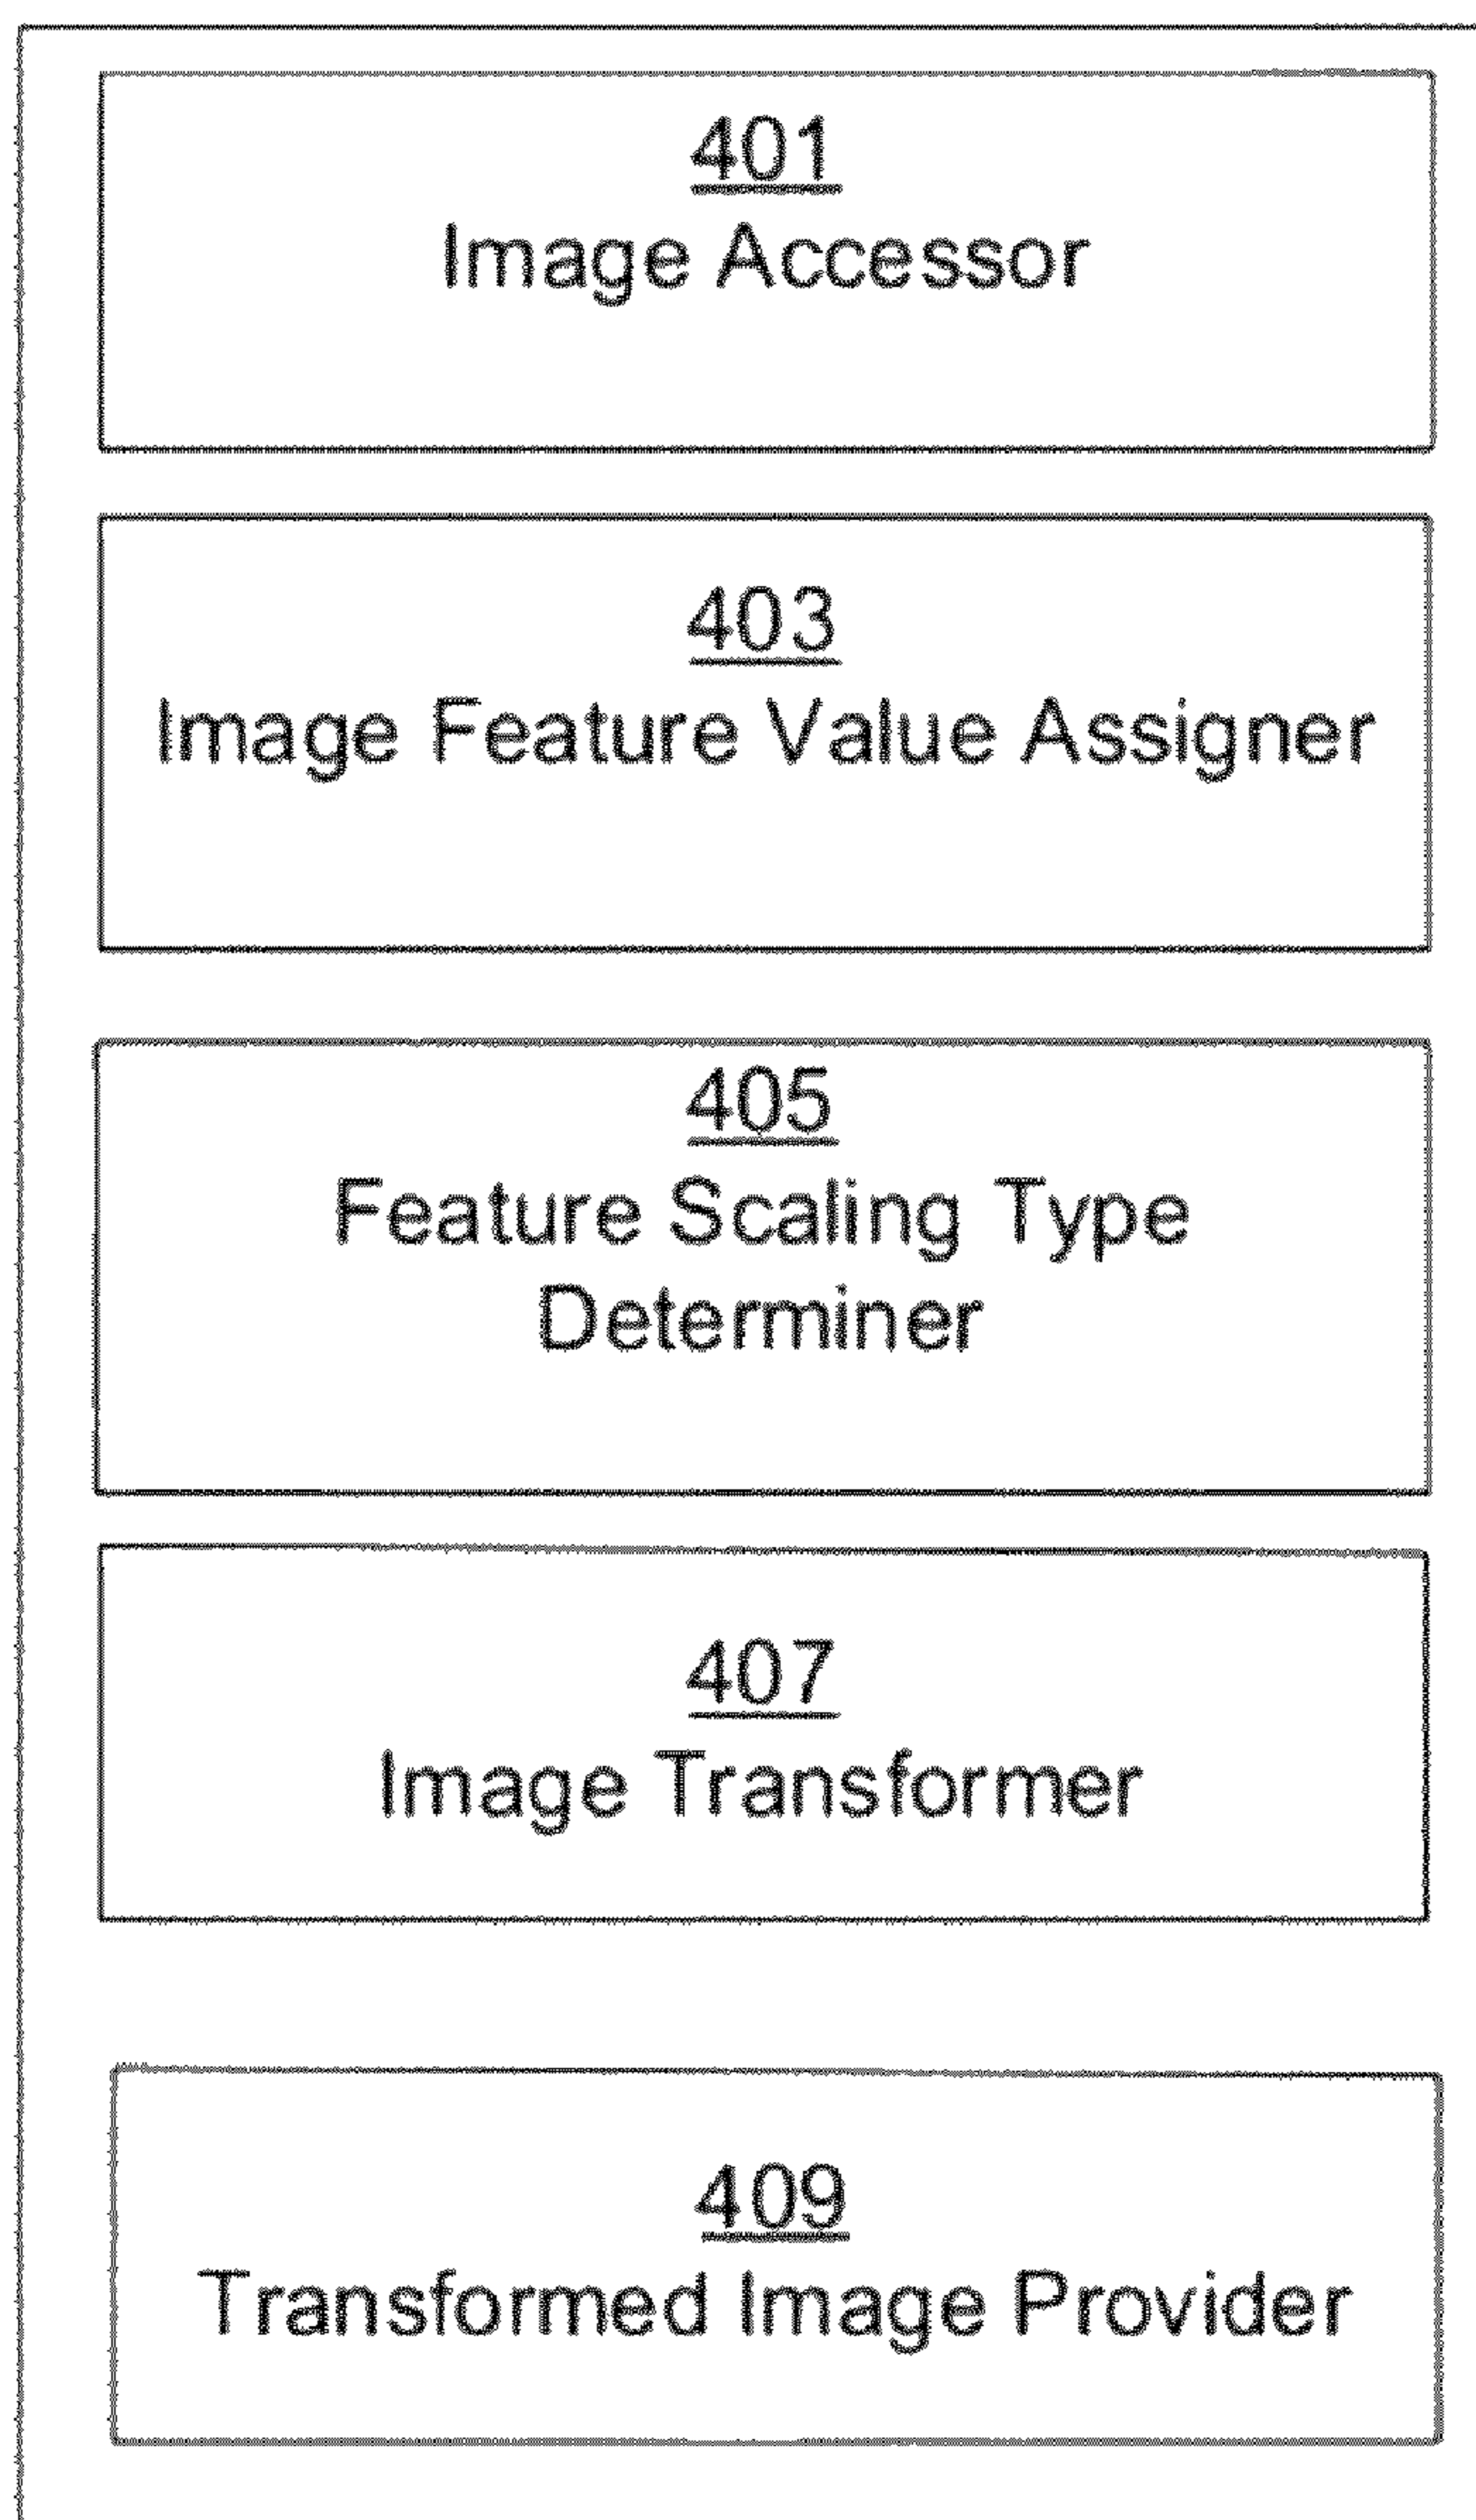 401
Image Accessor
403
Image Feature Value Assigner
405
Feature Scaling Type
Determiner
407
Image Transformer
409
Transformed Image Provider